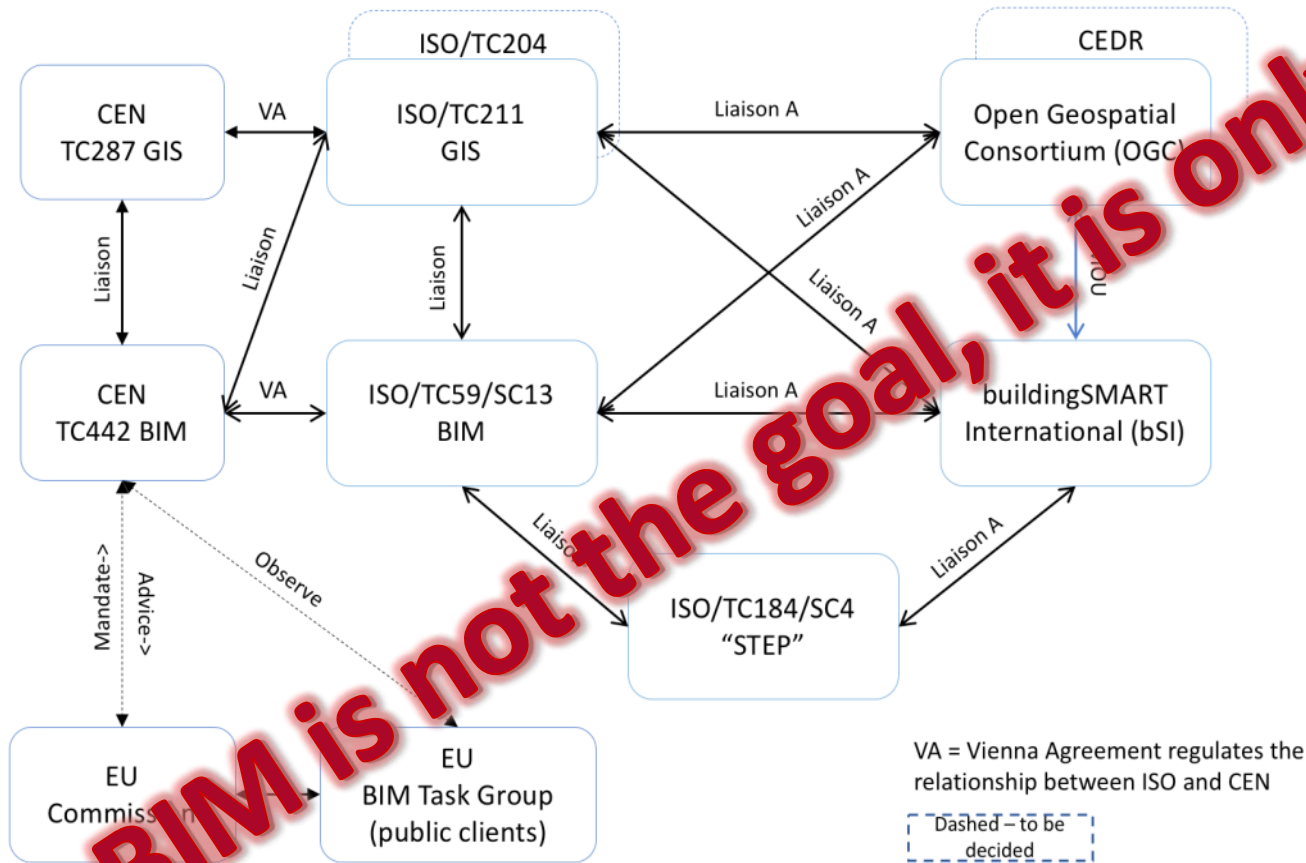 ISO/TC204
CEDR
CEN
TC287 GIS
VA
ISO/TC211
GIS
Liaison A
Open Geospatial
Consortium (OGC)
Liaison
Liaison
Liaison
Liaison A
Liaison A
MOU
CEN
TC442 BIM
VA
ISO/TC59/SC13
BIM
Liaison A
buildingSMART
International (bSI)
Mandate->
Advice->
Observe
Liaison
Liaison A
ISO/TC184/SC4
“STEP”
EU
Commission
EU
BIM Task Group
(public clients)
VA = Vienna Agreement regulates the
relationship between ISO and CEN
Dashed – to be
decided
BIM is not the goal, it is only